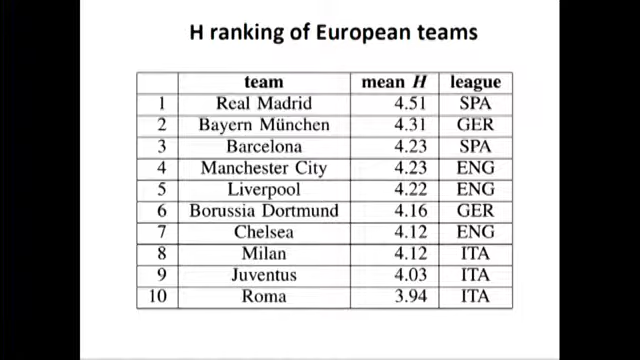 H ranking of European teams
team mean H league
1 Real Madrid 4.51 SPA
2 Bayern München 4.31 GER
3 Barcelona 4.23 SPA
4 Manchester City 4.23 ENG
5 Liverpool 4.22 ENG
6 Borussia Dortmund 4.16 GER
7 Chelsea 4.12 ENG
8 Milan 4.12 ITA
9 Juventus 4.03 ITA
10 Roma 3.94 ITA